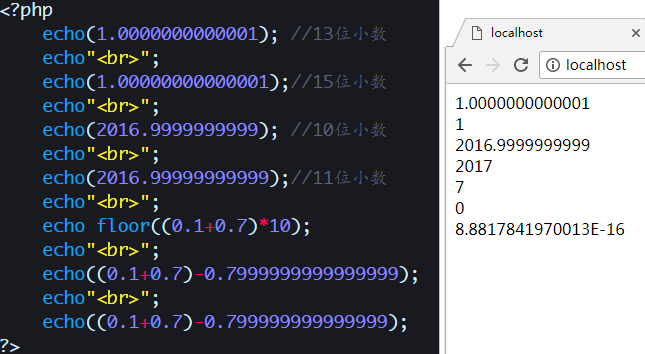 <?php
echo(1.0000000000001); //13位小数
echo"<br>";
echo(1.00000000000001);//15位小数
echo"<br>";
echo(2016.9999999999); //10位小数
echo"<br>";
echo(2016.99999999999);//11位小数
echo"<br>";
echo floor((0.1+0.7)*10);
echo"<br>";
echo((0.1+0.7)-0.7999999999999999);
echo"<br>";
echo((0.1+0.7)-0.799999999999999);
?>
localhost
localhost
1.0000000000001
1
2016.9999999999
2017
7
0
8.8817841970013E-16